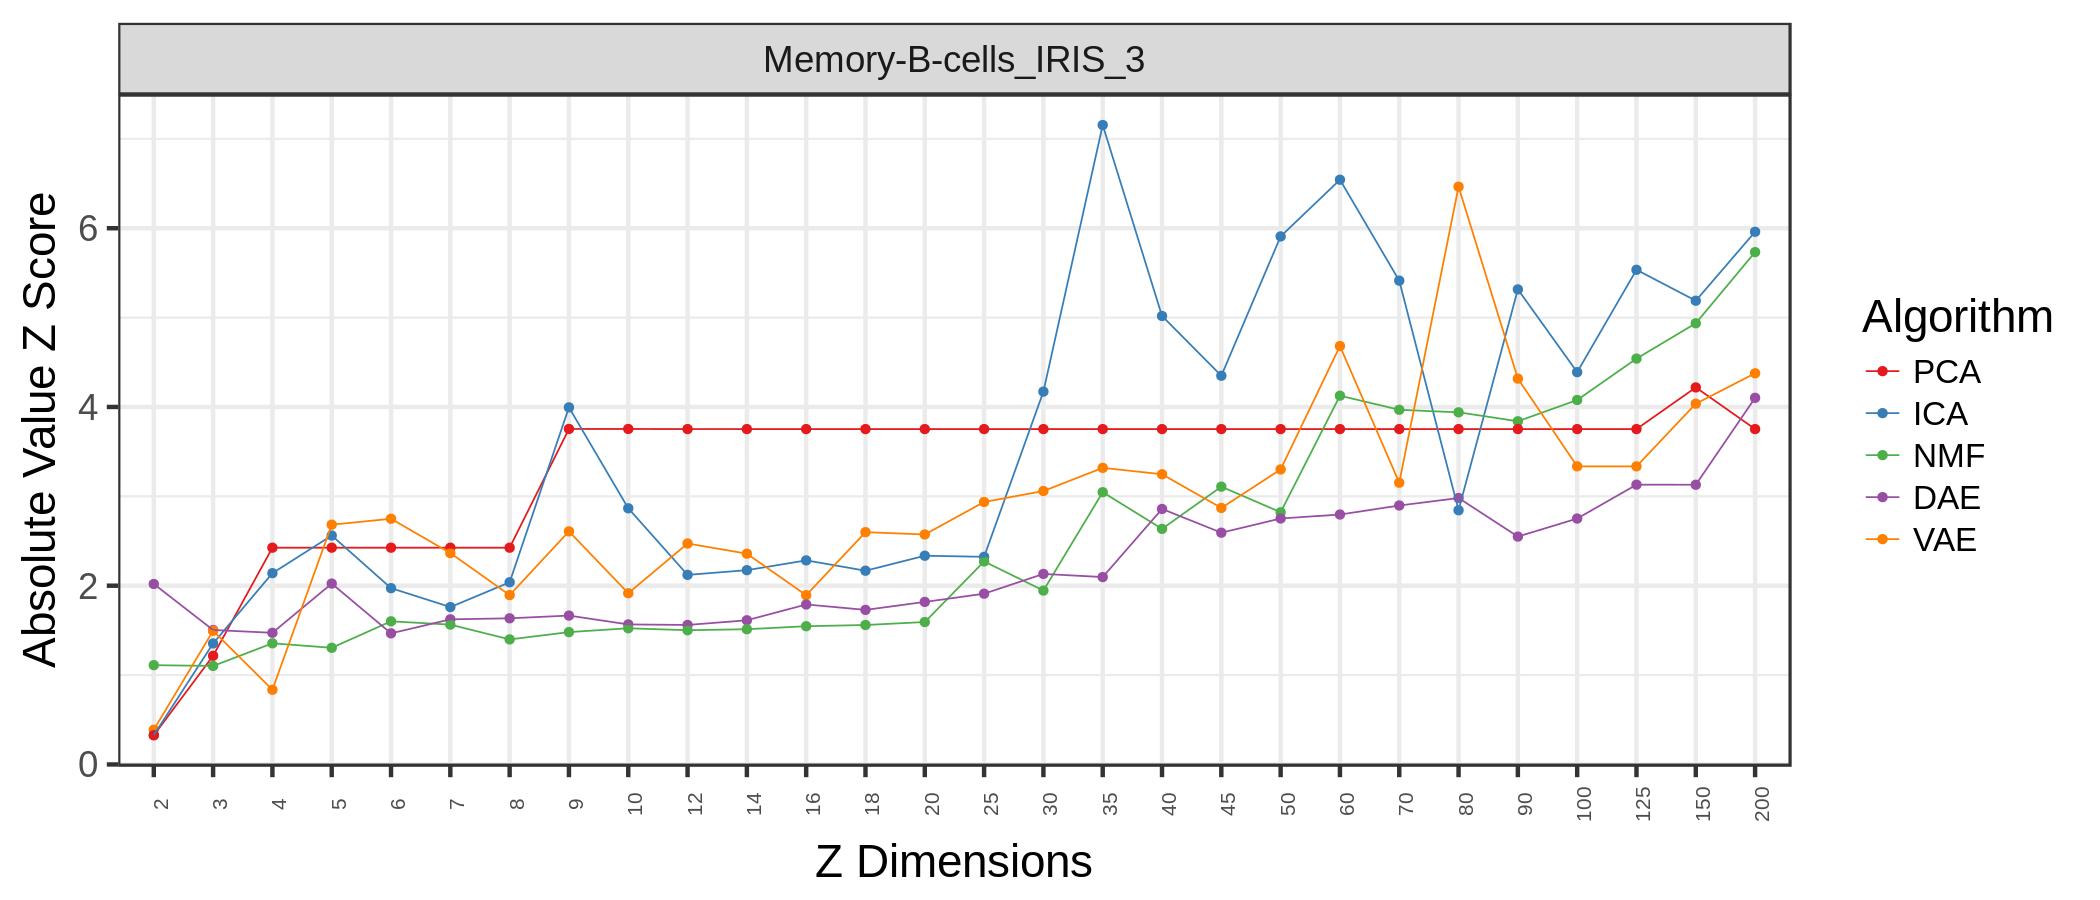 Memory-B-cells_IRIS_3
Absolute Value Z Score
6
4
2
0
2 3 4 5 6 7 8 9 10 12 14 16 18 20 25 30 35 40 45 50 60 70 80 90 100 125 150 200
Z Dimensions
Algorithm
PCA
ICA
NMF
DAE
VAE